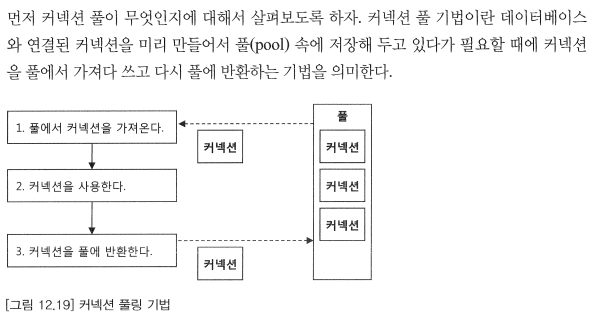 먼저 커넥션 풀이 무엇인지에 대해서 살펴보도록 하자. 커넥션 풀 기법이란 데이터베이스
와 연결된 커넥션을 미리 만들어서 풀(pool) 속에 저장해 두고 있다가 필요할 때에 커넥션
을 풀에서 가져다 쓰고 다시 풀에 반환하는 기법을 의미한다.
풀
1. 풀에서 커넥션을 가져온다.
커넥션
커넥션
2. 커넥션을 사용한다.
커넥션
커넥션
3. 커넥션을 풀에 반환한다.
커넥션
[그림 12.19] 커넥션 풀링 기법